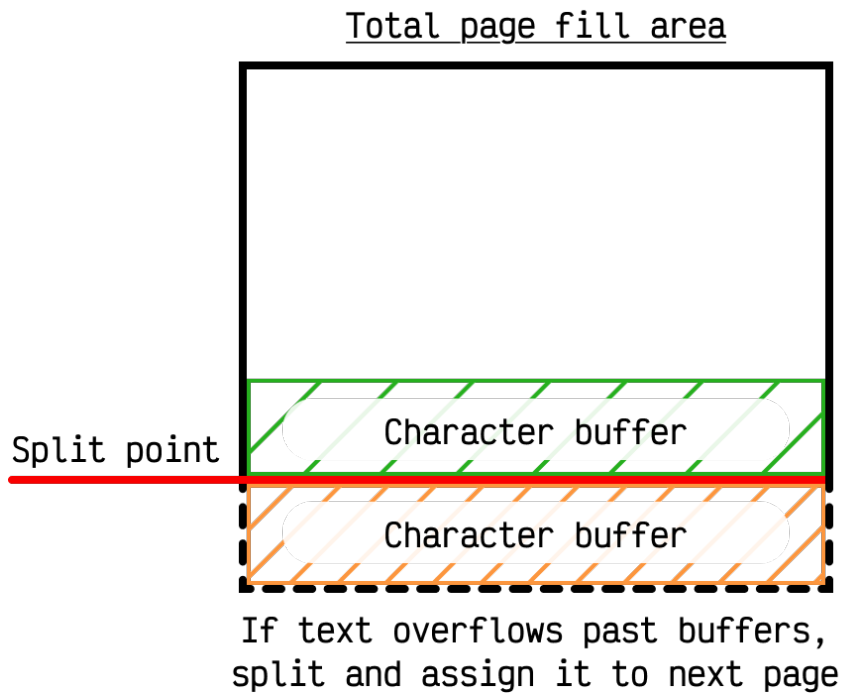 Total page fill area
Character buffer
Split point
Character buffer
If text overflows past buffers,
split and assign it to next page